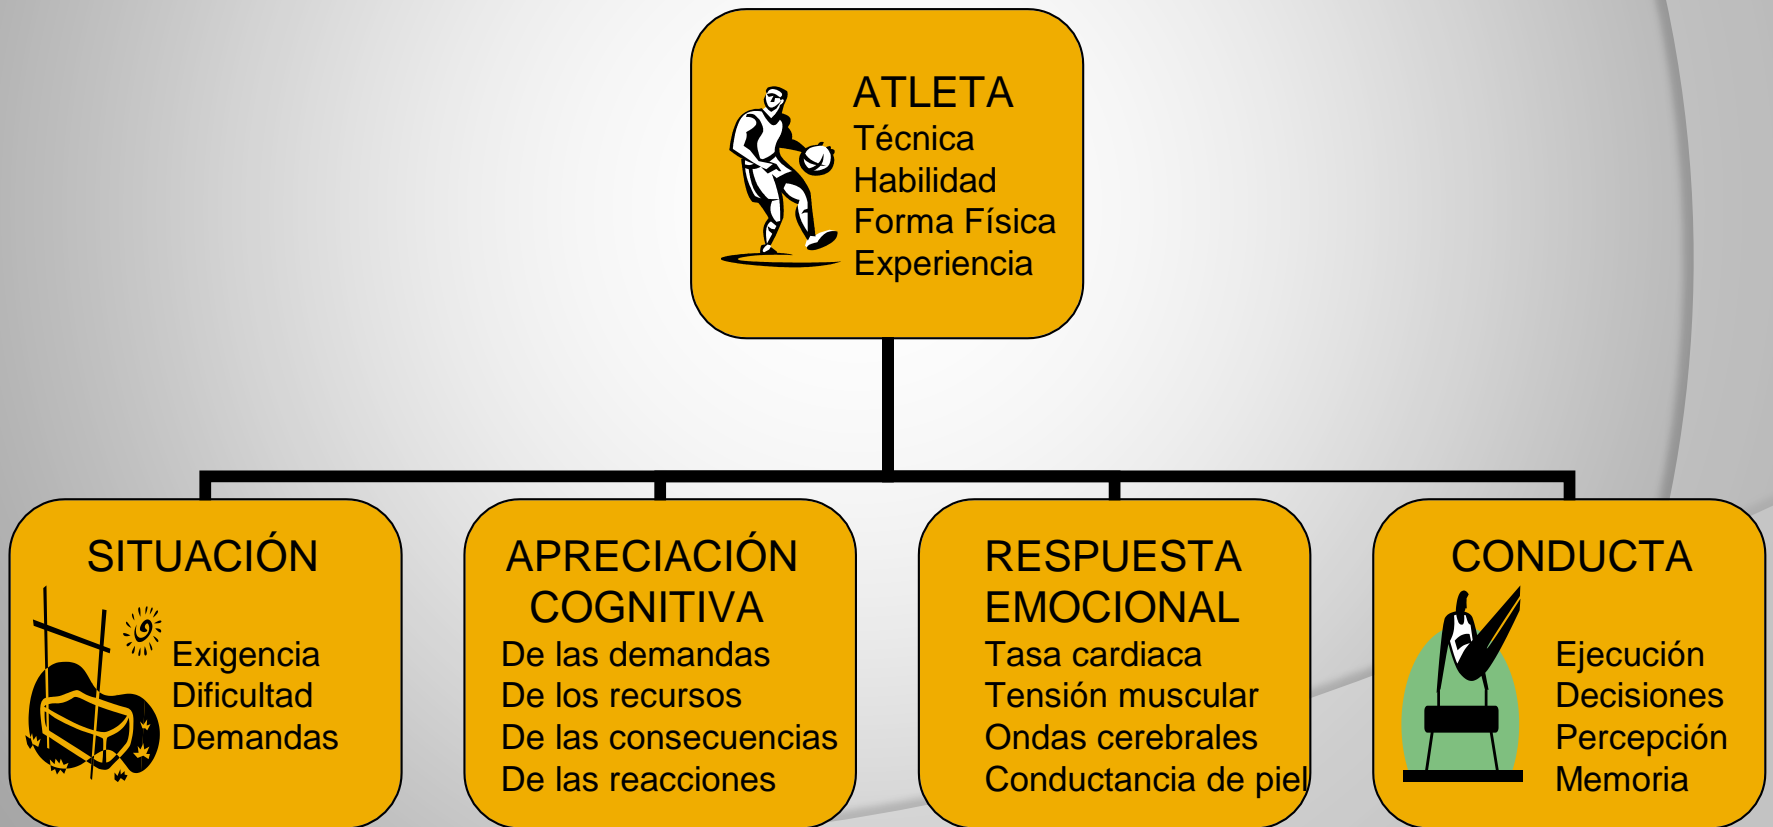 ATLETA
Técnica
Habilidad
Forma Física
Experiencia
SITUACIÓN
Exigencia
Dificultad
Demandas
APRECIACIÓN
COGNITIVA
De las demandas
De los recursos
De las consecuencias
De las reacciones
RESPUESTA
EMOCIONAL
Tasa cardiaca
Tensión muscular
Ondas cerebrales
Conductancia de piel
CONDUCTA
Ejecución
Decisiones
Percepción
Memoria